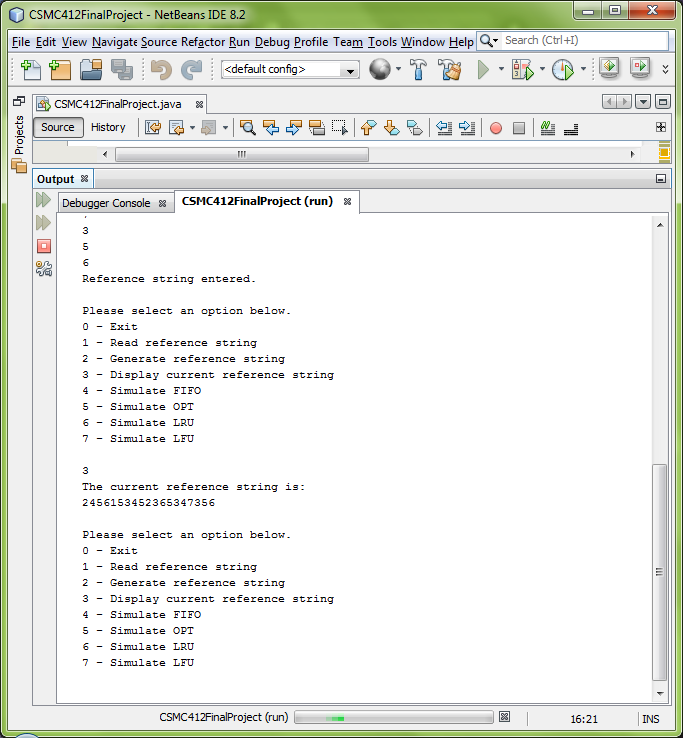 CSMC412FinalProject - NetBeans IDE 8.2
File Edit View Navigate Source Refactor Run Debug Profile Team Tools Window Help
Search (Ctrl+I)
<default config>
Projects
CSMC412FinalProject.java
Source History
Output
Debugger Console CSMC412FinalProject (run)
3
5
6
Reference string entered.
Please select an option below.
0 - Exit
1 - Read reference string
2 - Generate reference string
3 - Display current reference string
4 - Simulate FIFO
5 - Simulate OPT
6 - Simulate LRU
7 - Simulate LFU
3
The current reference string is:
2456153452365347356
Please select an option below.
0 - Exit
1 - Read reference string
2 - Generate reference string
3 - Display current reference string
4 - Simulate FIFO
5 - Simulate OPT
6 - Simulate LRU
7 - Simulate LFU
CSMC412FinalProject (run) 16:21 INS